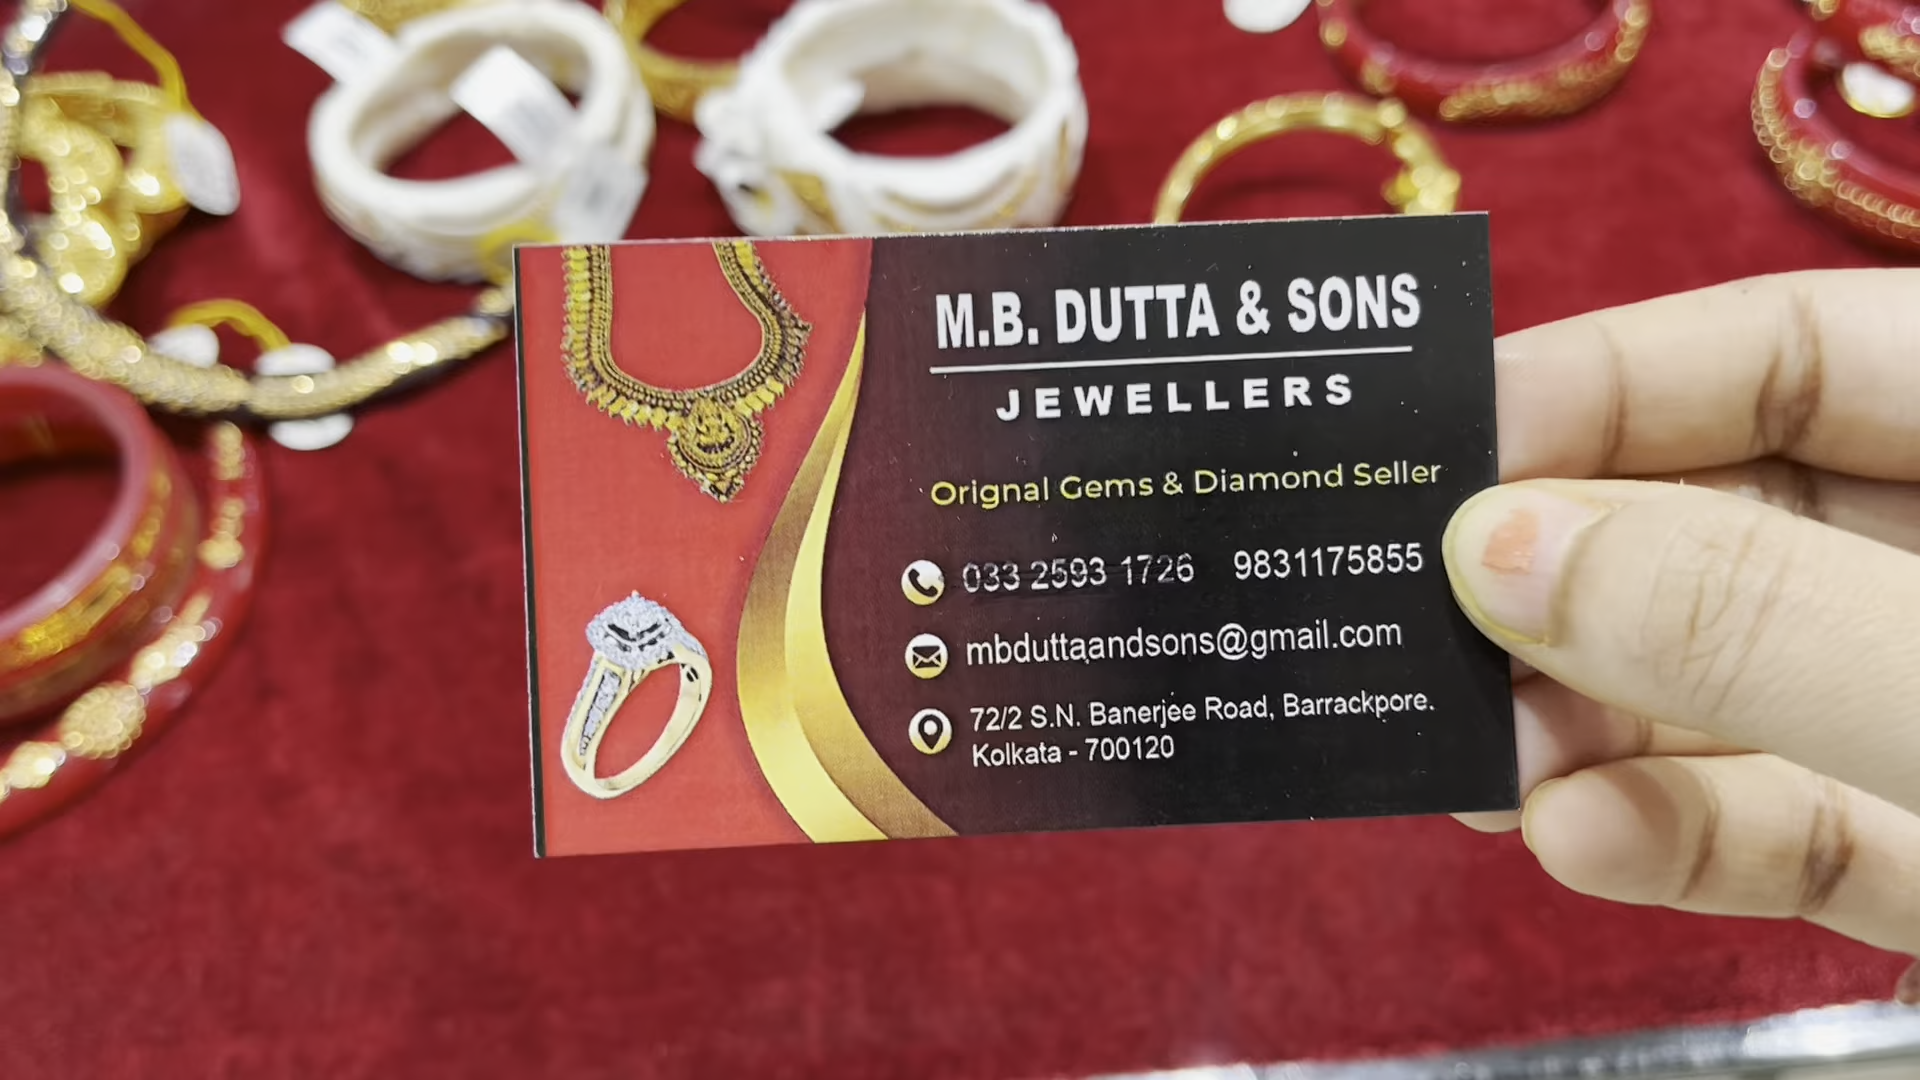 M.B. DUTTA & SONS
JEWELLERS
Orignal Gems & Diamond Seller
033 2593 1726 9831175855
mbduttaandsons@gmail.com
72/2 S.N. Banerjee Road, Barrackpore.
Kolkata - 700120